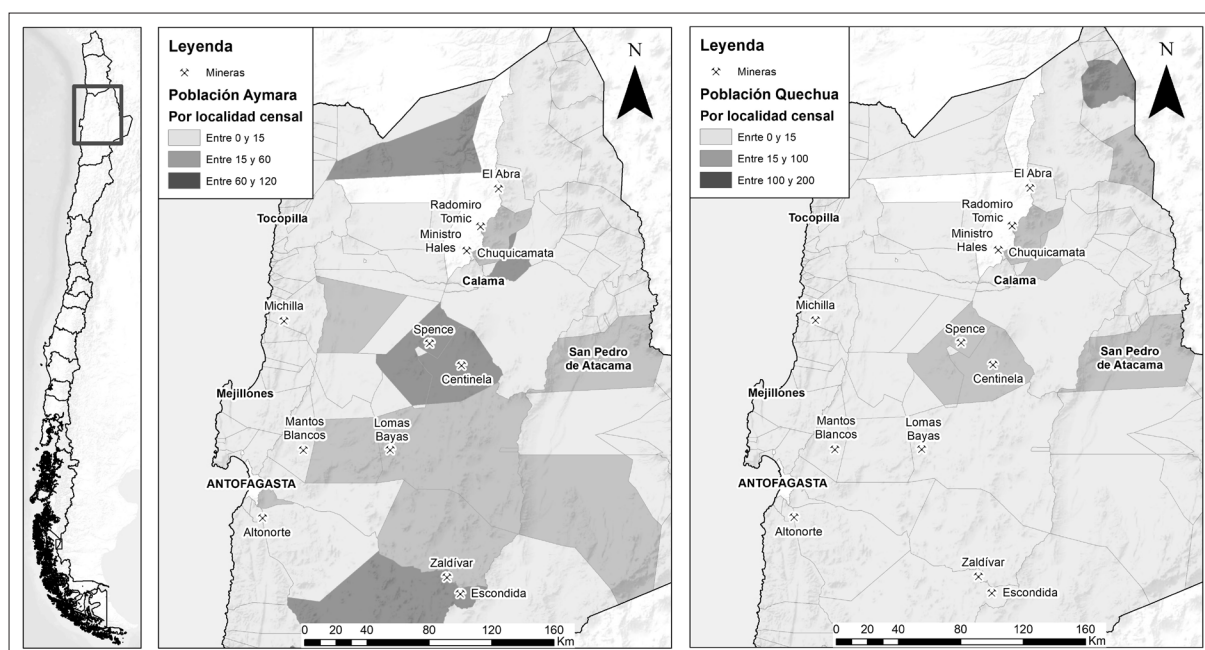 Leyenda
Mineras
Población Aymara
Por localidad censal
Entre 0 y 15
Entre 15 y 60
Entre 60 y 120
N
El Abra
Radomiro
Tomic
Tocopilla
Ministro
Hales
Chuquicamata
Calama
Michilla
Spence
San Pedro
de Atacama
Centinela
Mejillones
Mantos
Blancos
Lomas
Bayas
ANTOFAGASTA
Altonorte
Zaldívar
Escondida
0 20 40 80 120 160
Km
Leyenda
Mineras
Población Quechua
Por localidad censal
Entre 0 y 15
Entre 15 y 100
Entre 100 y 200
N
El Abra
Radomiro
Tomic
Tocopilla
Ministro
Hales
Chuquicamata
Calama
Michilla
Spence
San Pedro
de Atacama
Centinela
Mejillones
Mantos
Blancos
Lomas
Bayas
ANTOFAGASTA
Altonorte
Zaldívar
Escondida
0 20 40 80 120 160
Km